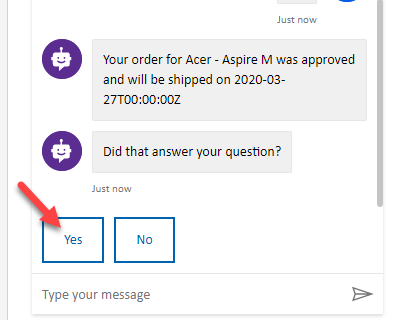 Just now
Your order for Acer - Aspire M was approved
and will be shipped on 2020-03-
27T00:00:00Z
Did that answer your question?
Just now
Yes No
Type your message